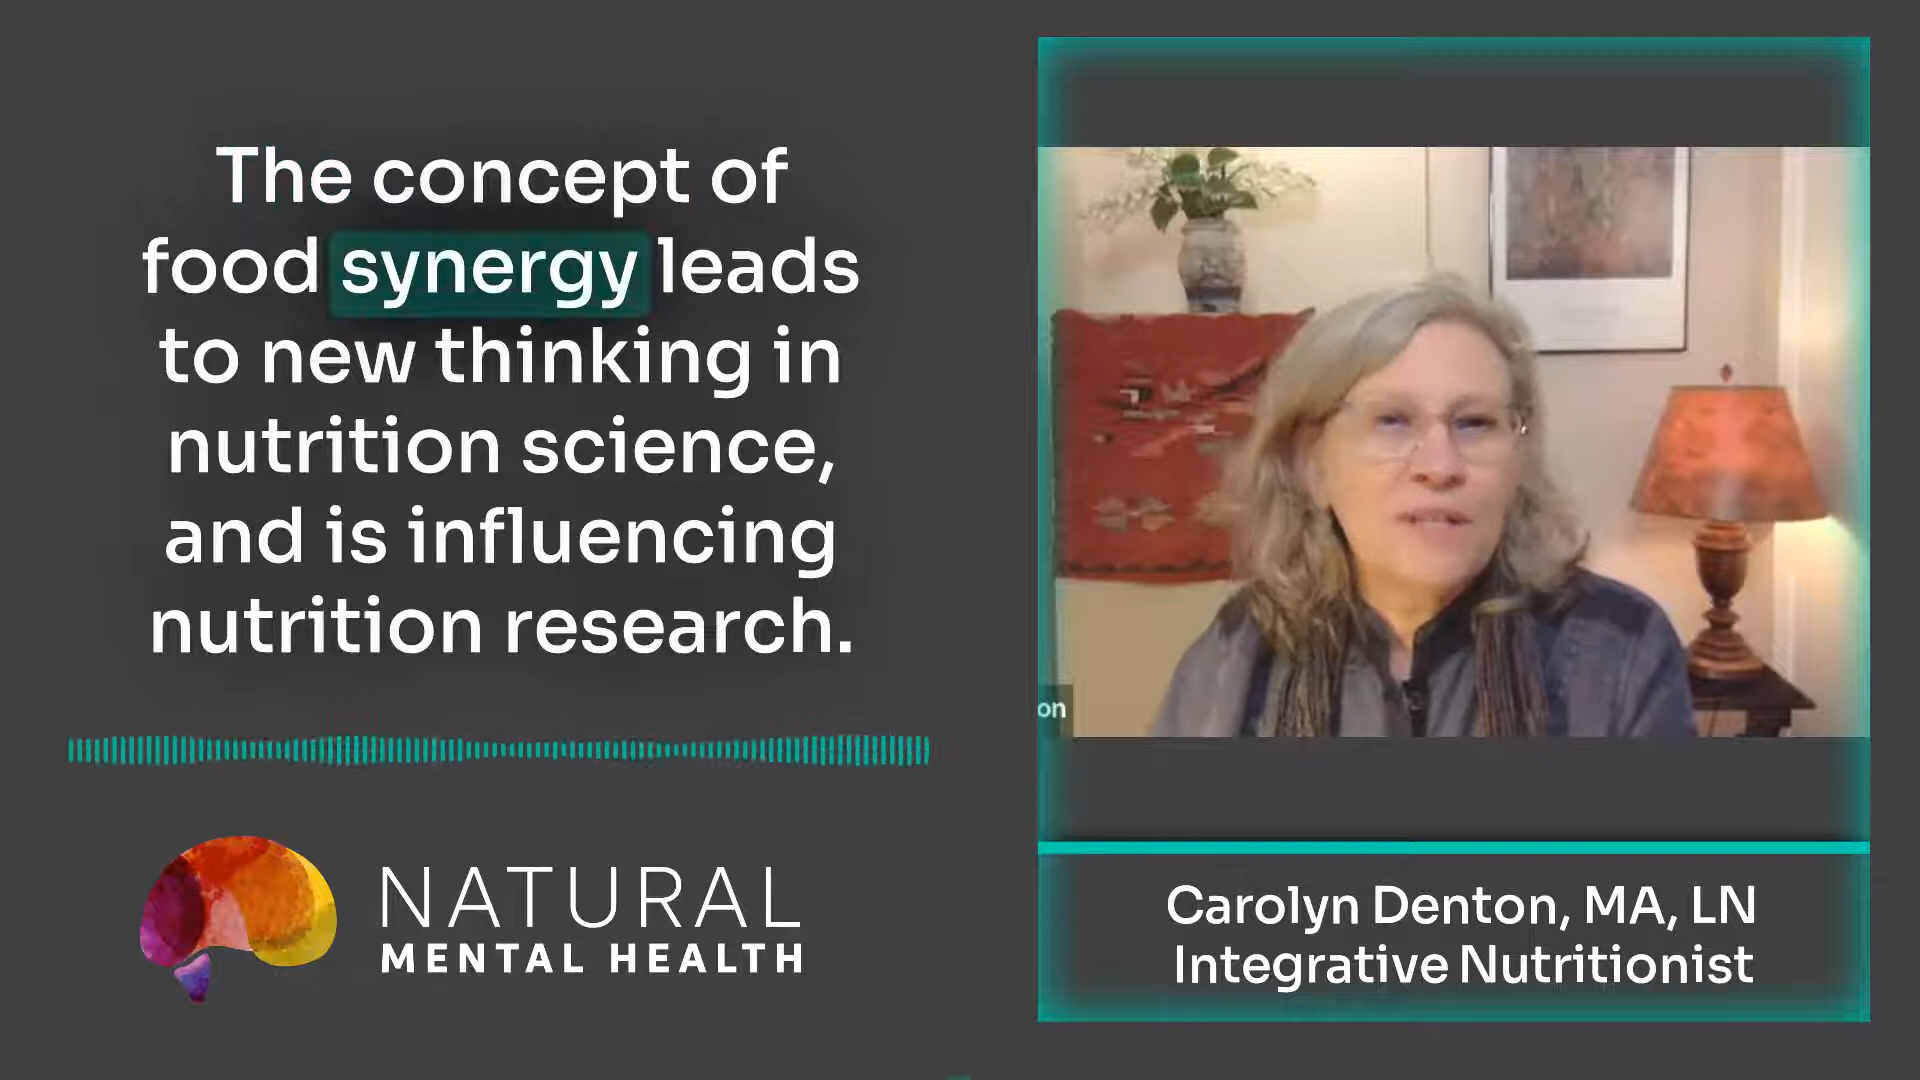 The concept of
food synergy leads
to new thinking in
nutrition science,
and is influencing
nutrition research.
NATURAL
MENTAL HEALTH
on
Carolyn Denton, MA, LN
Integrative Nutritionist